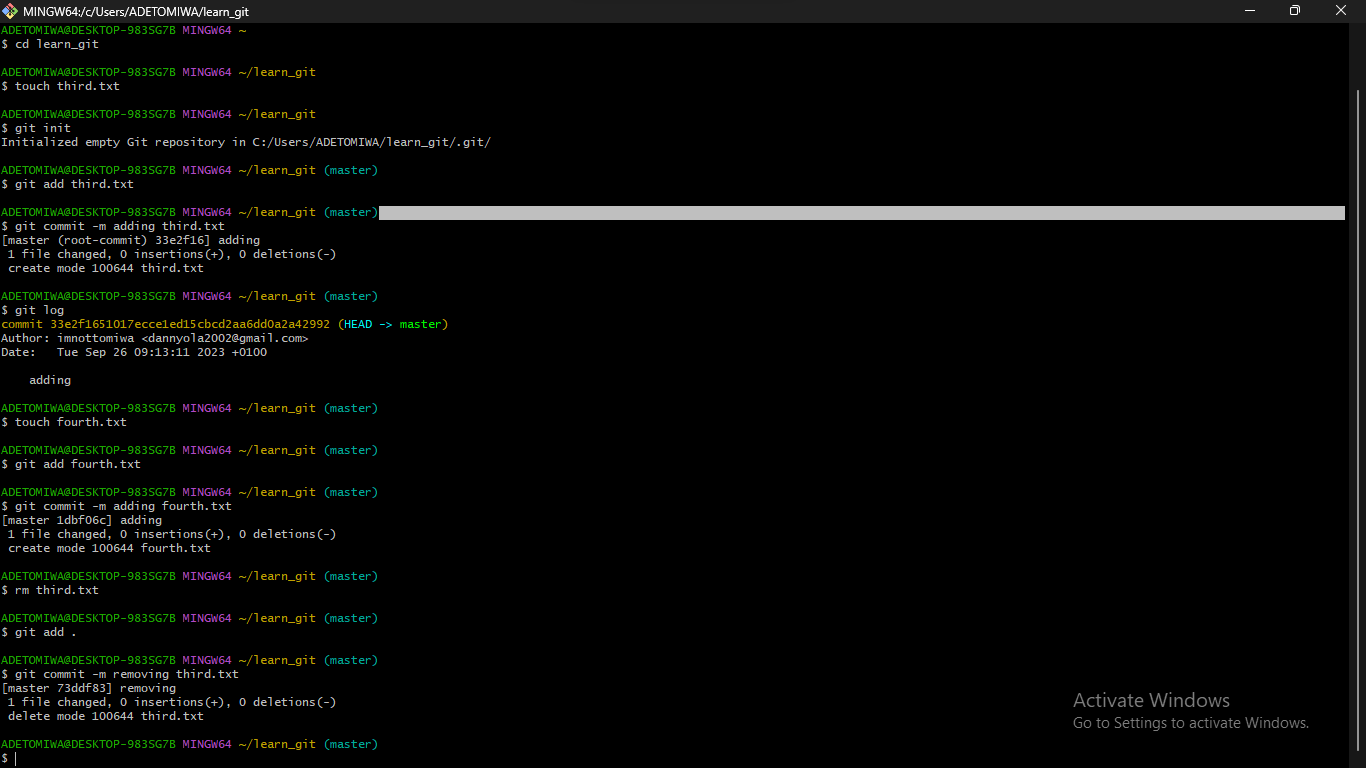 MINGW64:/c/Users/ADETOMIWA/learn_git
ADETOMIWA@DESKTOP-983SG7B MINGW64 ~
$ cd learn_git
ADETOMIWA@DESKTOP-983SG7B MINGW64 ~/learn_git
$ touch third.txt
ADETOMIWA@DESKTOP-983SG7B MINGW64 ~/learn_git
$ git init
Initialized empty Git repository in C:/Users/ADETOMIWA/learn_git/.git/
ADETOMIWA@DESKTOP-983SG7B MINGW64 ~/learn_git (master)
$ git add third.txt
ADETOMIWA@DESKTOP-983SG7B MINGW64 ~/learn_git (master)
$ git commit -m adding third.txt
[master (root-commit) 33e2f16] adding
 1 file changed, 0 insertions(+), 0 deletions(-)
 create mode 100644 third.txt
ADETOMIWA@DESKTOP-983SG7B MINGW64 ~/learn_git (master)
$ git log
commit 33e2f1651017ecce1ed15cbcd2aa6dd0a2a42992 (HEAD -> master)
Author: imnottomiwa <dannyola2002@gmail.com>
Date:   Tue Sep 26 09:13:11 2023 +0100
    adding
ADETOMIWA@DESKTOP-983SG7B MINGW64 ~/learn_git (master)
$ touch fourth.txt
ADETOMIWA@DESKTOP-983SG7B MINGW64 ~/learn_git (master)
$ git add fourth.txt
ADETOMIWA@DESKTOP-983SG7B MINGW64 ~/learn_git (master)
$ git commit -m adding fourth.txt
[master 1dbf06c] adding
 1 file changed, 0 insertions(+), 0 deletions(-)
 create mode 100644 fourth.txt
ADETOMIWA@DESKTOP-983SG7B MINGW64 ~/learn_git (master)
$ rm third.txt
ADETOMIWA@DESKTOP-983SG7B MINGW64 ~/learn_git (master)
$ git add .
ADETOMIWA@DESKTOP-983SG7B MINGW64 ~/learn_git (master)
$ git commit -m removing third.txt
[master 73ddf83] removing
 1 file changed, 0 insertions(+), 0 deletions(-)
 delete mode 100644 third.txt
ADETOMIWA@DESKTOP-983SG7B MINGW64 ~/learn_git (master)
$
Activate Windows
Go to Settings to activate Windows.